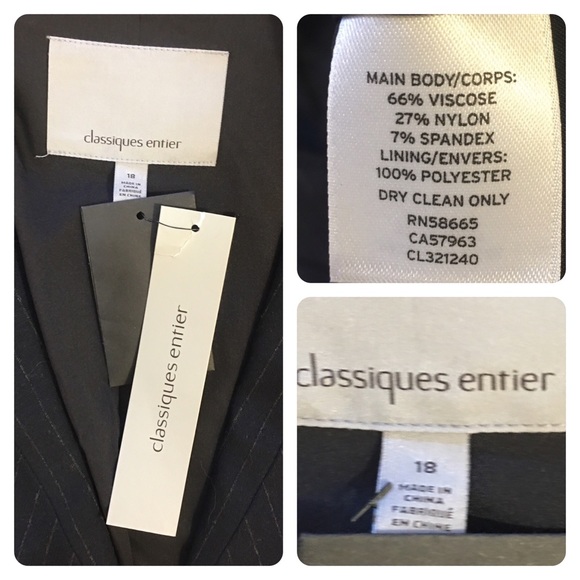 classiques entier
18
MADE IN
CHINA
FABRIQUÉ
EN CHINE
classiques entier
MAIN BODY/CORPS:
66% VISCOSE
27% NYLON
7% SPANDEX
LINING/ENVERS:
100% POLYESTER
DRY CLEAN ONLY
RN58665
CA57963
CL321240
classiques entier
18
MADE IN
CHINA
FABRIQUÉ
EN CHINE